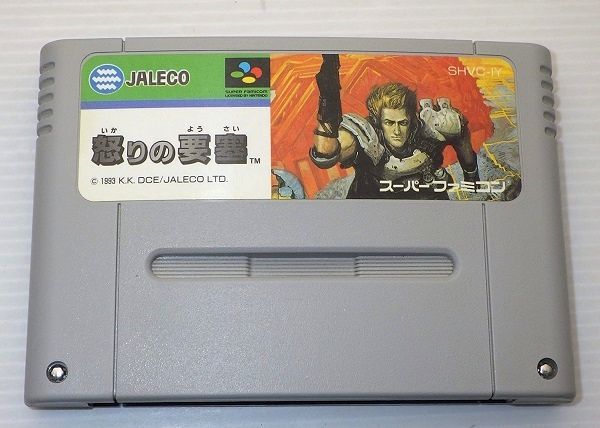 JALECO
SUPER FAMICOM
LICENSED BY NINTENDO
SHVC-IY
いか よう さい
怒りの要塞™
© 1993 K.K. DCE/JALECO LTD.
スーパーファミコン